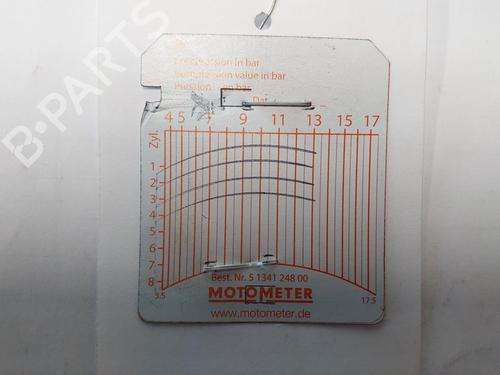 B-PARTS
Kompression in bar
Compression value in bar
Pression en bar
Dat.
4 5 7 9 11 13 15 17
Zyl.
1
2
3
4
5
6
7
8
3.5 17.5
Best. Nr. 5 1341 248 00
MOTOMETER
www.motometer.de